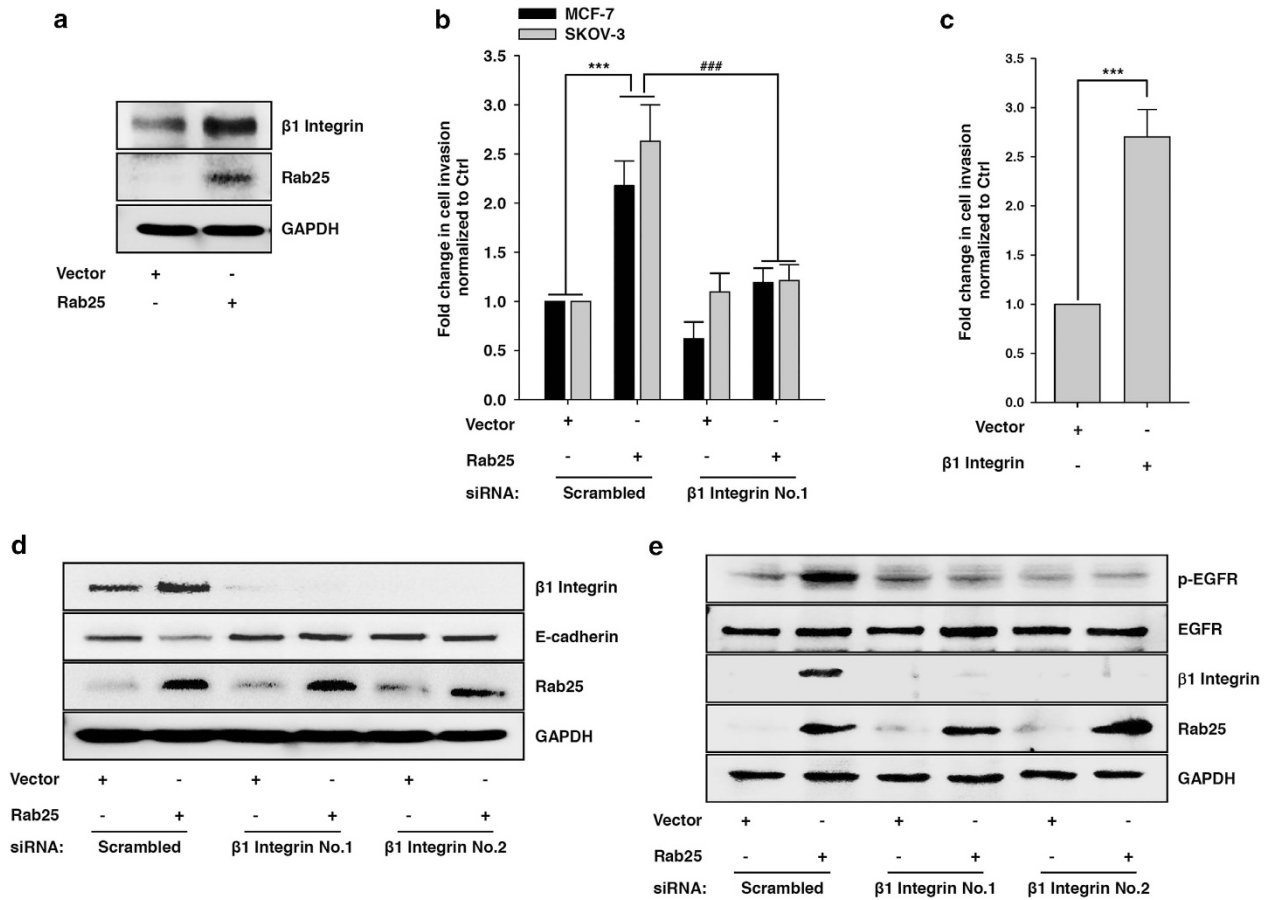 a
β1 Integrin
Rab25
GAPDH
Vector + -
Rab25 - +
b
MCF-7
SKOV-3
*** ###
Fold change in cell invasion
normalized to Ctrl
3.5
3.0
2.5
2.0
1.5
1.0
0.5
0.0
Vector + - + -
Rab25 - + - +
siRNA: Scrambled β1 Integrin No.1
c
***
Fold change in cell invasion
normalized to Ctrl
3.5
3.0
2.5
2.0
1.5
1.0
0.5
0.0
Vector + -
β1 Integrin - +
d
β1 Integrin
E-cadherin
Rab25
GAPDH
Vector + - + - + -
Rab25 - + - + - +
siRNA: Scrambled β1 Integrin No.1 β1 Integrin No.2
e
p-EGFR
EGFR
β1 Integrin
Rab25
GAPDH
Vector + - + - + -
Rab25 - + - + - +
siRNA: Scrambled β1 Integrin No.1 β1 Integrin No.2